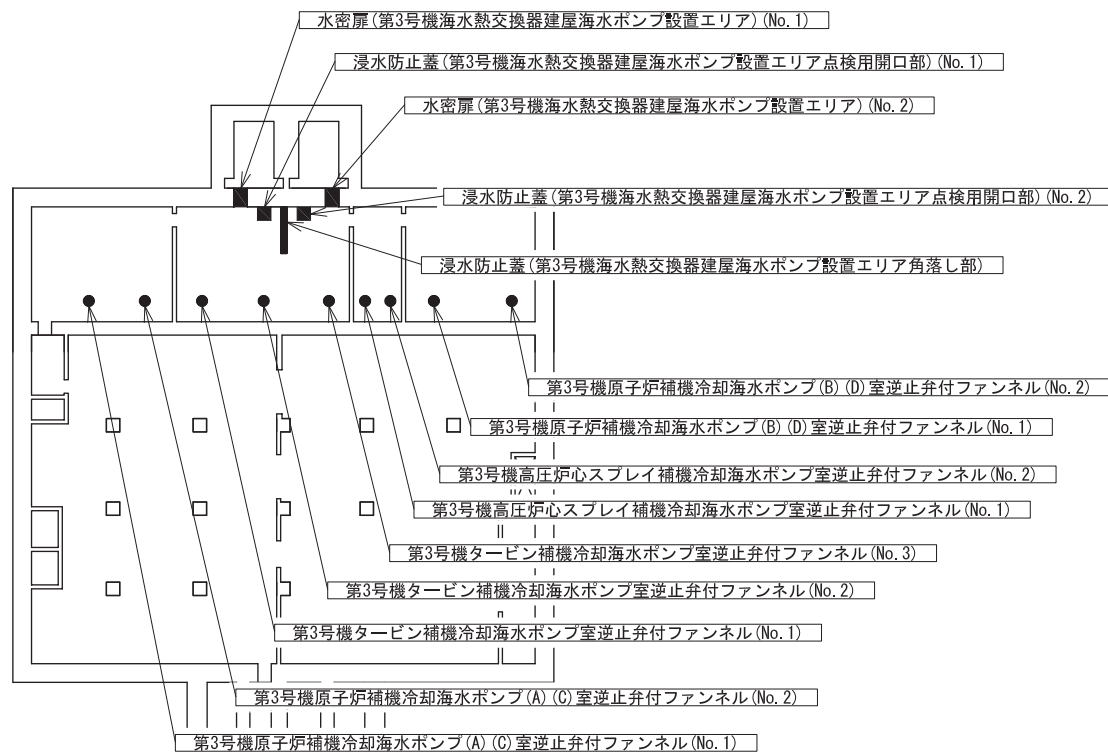 水密扉(第3号機海水熱交換器建屋海水ポンプ設置エリア)(No.1)
浸水防止蓋(第3号機海水熱交換器建屋海水ポンプ設置エリア点検用開口部)(No.1)
水密扉(第3号機海水熱交換器建屋海水ポンプ設置エリア)(No.2)
浸水防止蓋(第3号機海水熱交換器建屋海水ポンプ設置エリア点検用開口部)(No.2)
浸水防止蓋(第3号機海水熱交換器建屋海水ポンプ設置エリア角落し部)
第3号機原子炉補機冷却海水ポンプ(B)(D)室逆止弁付ファンネル(No.2)
第3号機原子炉補機冷却海水ポンプ(B)(D)室逆止弁付ファンネル(No.1)
第3号機高圧炉心スプレイ補機冷却海水ポンプ室逆止弁付ファンネル(No.2)
第3号機高圧炉心スプレイ補機冷却海水ポンプ室逆止弁付ファンネル(No.1)
第3号機タービン補機冷却海水ポンプ室逆止弁付ファンネル(No.3)
第3号機タービン補機冷却海水ポンプ室逆止弁付ファンネル(No.2)
第3号機タービン補機冷却海水ポンプ室逆止弁付ファンネル(No.1)
第3号機原子炉補機冷却海水ポンプ(A)(C)室逆止弁付ファンネル(No.2)
第3号機原子炉補機冷却海水ポンプ(A)(C)室逆止弁付ファンネル(No.1)